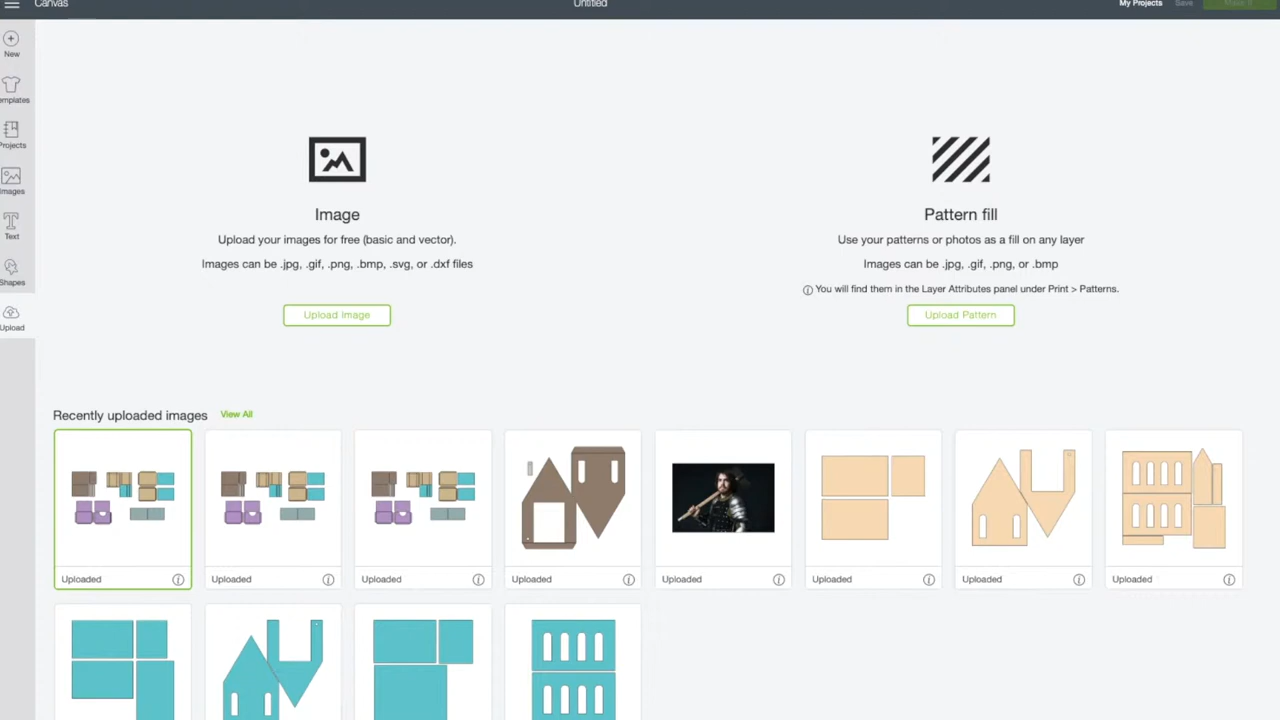 Canvas
Untitled
My Projects
Save
Make It
New
emplates
Projects
Images
Text
Shapes
Upload
Image
Upload your images for free (basic and vector).
Images can be .jpg, .gif, .png, .bmp, .svg, or .dxf files
Upload Image
Pattern fill
Use your patterns or photos as a fill on any layer
Images can be .jpg, .gif, .png, or .bmp
You will find them in the Layer Attributes panel under Print > Patterns.
Upload Pattern
Recently uploaded images View All
Uploaded
Uploaded
Uploaded
Uploaded
Uploaded
Uploaded
Uploaded
Uploaded